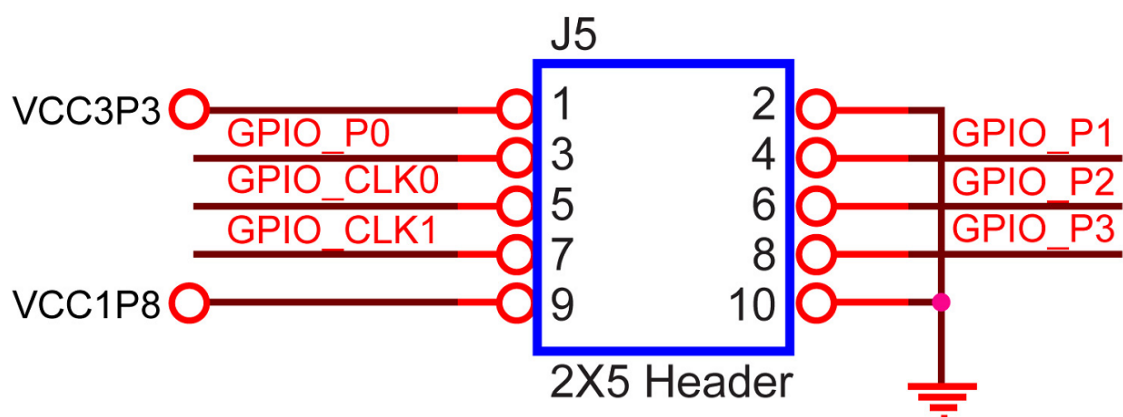 J5
VCC3P3 1 2
GPIO_P0 3 4 GPIO_P1
GPIO_CLK0 5 6 GPIO_P2
GPIO_CLK1 7 8 GPIO_P3
VCC1P8 9 10
2X5 Header